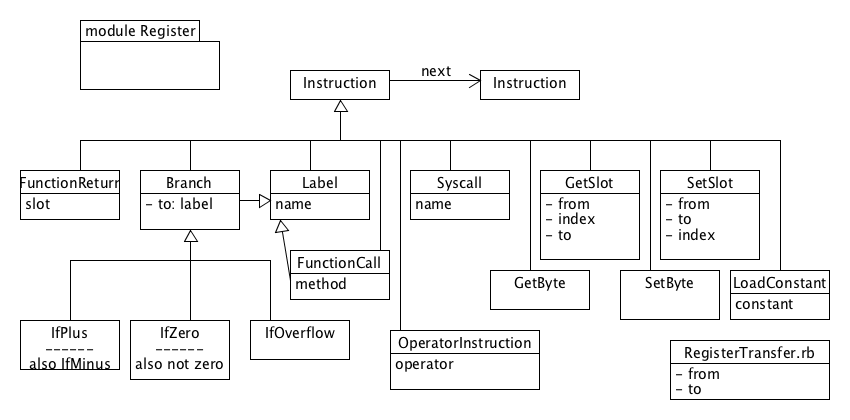 module Register
Instruction
next
Instruction
FunctionReturn
slot
Branch
- to: label
Label
name
Syscall
name
GetSlot
- from
- index
- to
SetSlot
- from
- to
- index
FunctionCall
method
GetByte
SetByte
LoadConstant
constant
IfPlus
------
also IfMinus
IfZero
------
also not zero
IfOverflow
OperatorInstruction
operator
RegisterTransfer.rb
- from
- to